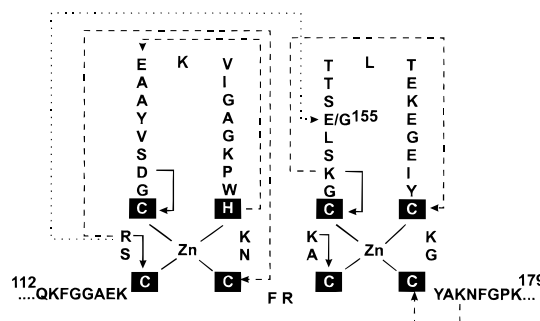 E K V T L T
A I T E
A G S K
Y A E/G155 E
V G L G
S K S E
D P K I
G W G Y
C H C C
R K K K
Zn Zn
S N A G
112 C C C C 179
....QKFGGAEK F R YAKNFGPK...